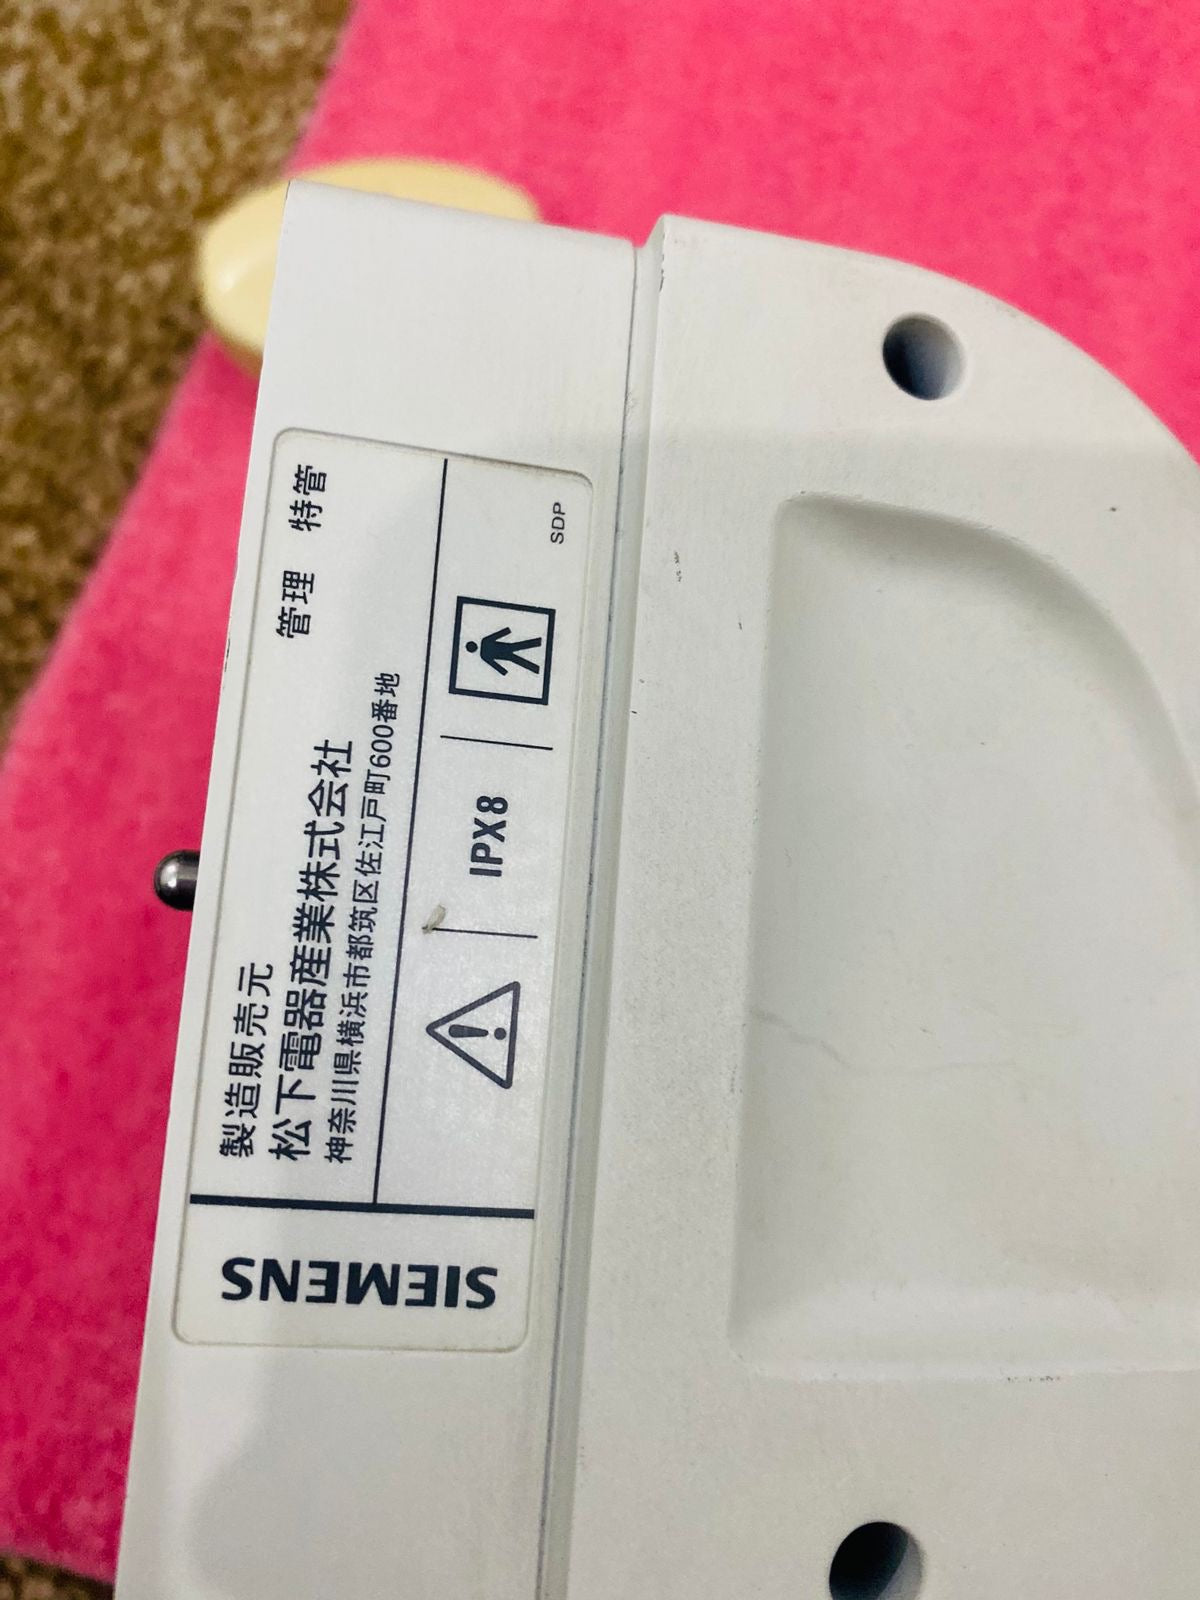 SIEMENS
製造販売元
松下電器産業株式会社 管理 特管
神奈川県横浜市都筑区佐江戸町600番地
IPX8
SDP